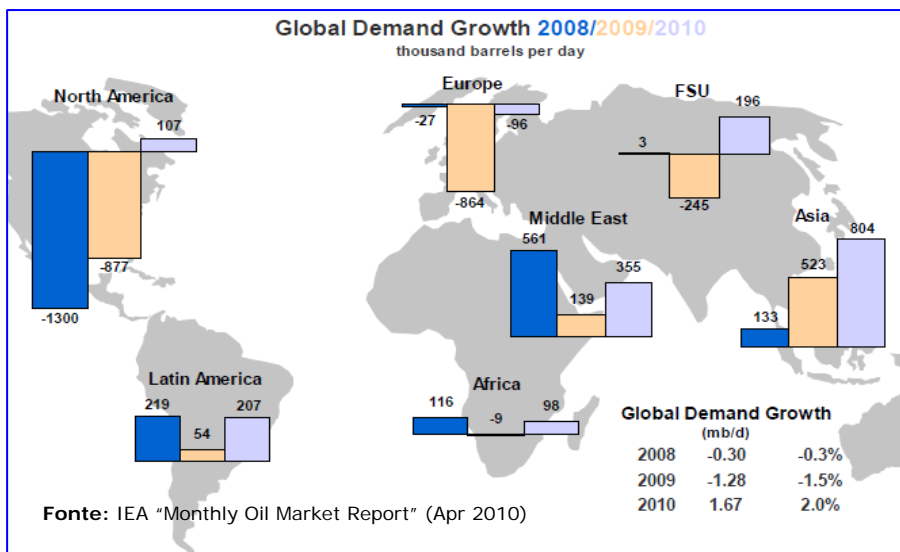 Global Demand Growth 2008/2009/2010
thousand barrels per day
North America
107
-877
-1300
Europe
-27
-96
-864
FSU
3
196
-245
Middle East
561
139
355
Asia
133
523
804
Latin America
219
54
207
Africa
116
-9
98
Global Demand Growth
(mb/d)
2008 -0.30 -0.3%
2009 -1.28 -1.5%
2010 1.67 2.0%
Fonte: IEA “Monthly Oil Market Report” (Apr 2010)